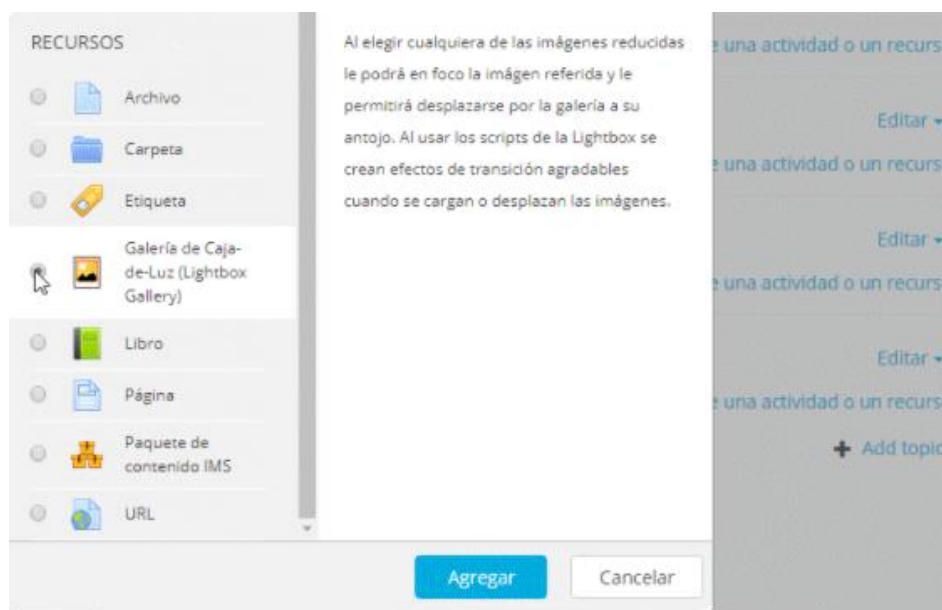 RECURSOS
Archivo
Carpeta
Etiqueta
Galería de Caja-
de-Luz (Lightbox
Gallery)
Libro
Página
Paquete de
contenido IMS
URL
Al elegir cualquiera de las imágenes reducidas
le podrá en foco la imágen referida y le
permitirá desplazarse por la galería a su
antojo. Al usar los scripts de la Lightbox se
crean efectos de transición agradables
cuando se cargan o desplazan las imágenes.
Agregar
Cancelar
e una actividad o un recurs
Editar
e una actividad o un recurs
Editar
e una actividad o un recurs
Editar
e una actividad o un recurs
Add topic